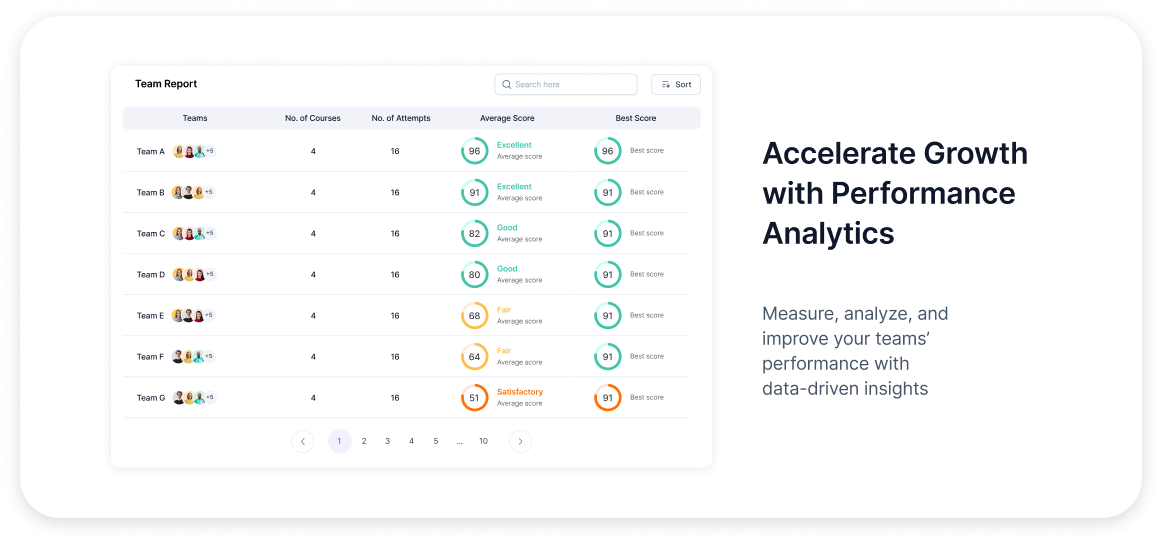 Team Report
Search here
Sort
Teams No. of Courses No. of Attempts Average Score Best Score
Team A +5 4 16 96 Excellent Average score 96 Best score
Team B +5 4 16 91 Excellent Average score 91 Best score
Team C +5 4 16 82 Good Average score 91 Best score
Team D +5 4 16 80 Good Average score 91 Best score
Team E +5 4 16 68 Fair Average score 91 Best score
Team F +5 4 16 64 Fair Average score 91 Best score
Team G +5 4 16 51 Satisfactory Average score 91 Best score
1 2 3 4 5 ... 10
Accelerate Growth
with Performance
Analytics
Measure, analyze, and
improve your teams’
performance with
data-driven insights